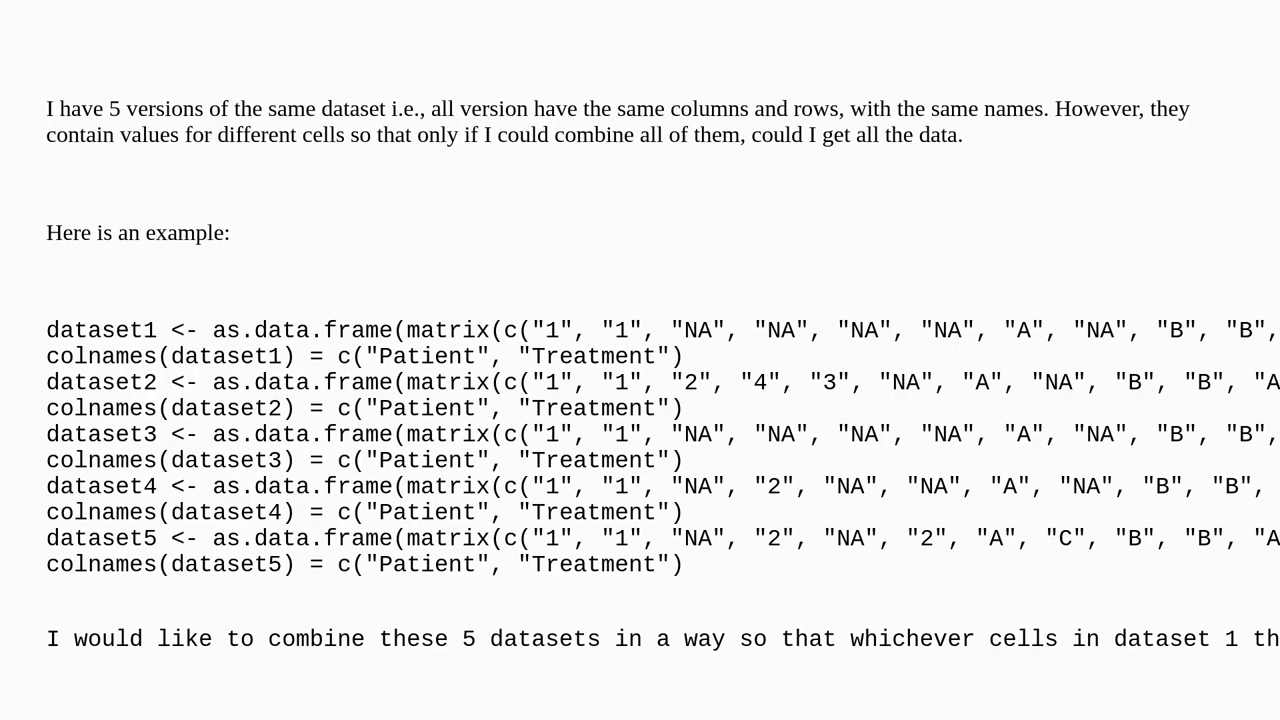 I have 5 versions of the same dataset i.e., all version have the same columns and rows, with the same names. However, they
contain values for different cells so that only if I could combine all of them, could I get all the data.
Here is an example:
dataset1 <- as.data.frame(matrix(c("1", "1", "NA", "NA", "NA", "NA", "A", "NA", "B", "B",
colnames(dataset1) = c("Patient", "Treatment")
dataset2 <- as.data.frame(matrix(c("1", "1", "2", "4", "3", "NA", "A", "NA", "B", "B", "A
colnames(dataset2) = c("Patient", "Treatment")
dataset3 <- as.data.frame(matrix(c("1", "1", "NA", "NA", "NA", "NA", "A", "NA", "B", "B",
colnames(dataset3) = c("Patient", "Treatment")
dataset4 <- as.data.frame(matrix(c("1", "1", "NA", "2", "NA", "NA", "A", "NA", "B", "B",
colnames(dataset4) = c("Patient", "Treatment")
dataset5 <- as.data.frame(matrix(c("1", "1", "NA", "2", "NA", "2", "A", "C", "B", "B", "A
colnames(dataset5) = c("Patient", "Treatment")
I would like to combine these 5 datasets in a way so that whichever cells in dataset 1 th